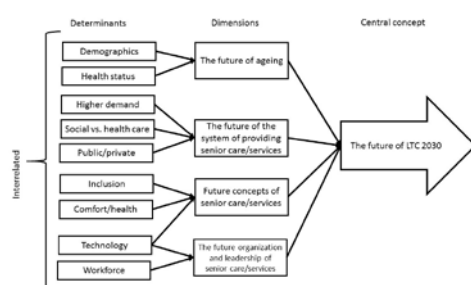 Determinants
Dimensions
Central concept
Interrelated
Demographics
Health status
Higher demand
Social vs. health care
Public/private
Inclusion
Comfort/health
Technology
Workforce
The future of ageing
The future of the system of providing
senior care/services
Future concepts of
senior care/services
The future organization
and leadership of
senior care/services
The future of LTC 2030